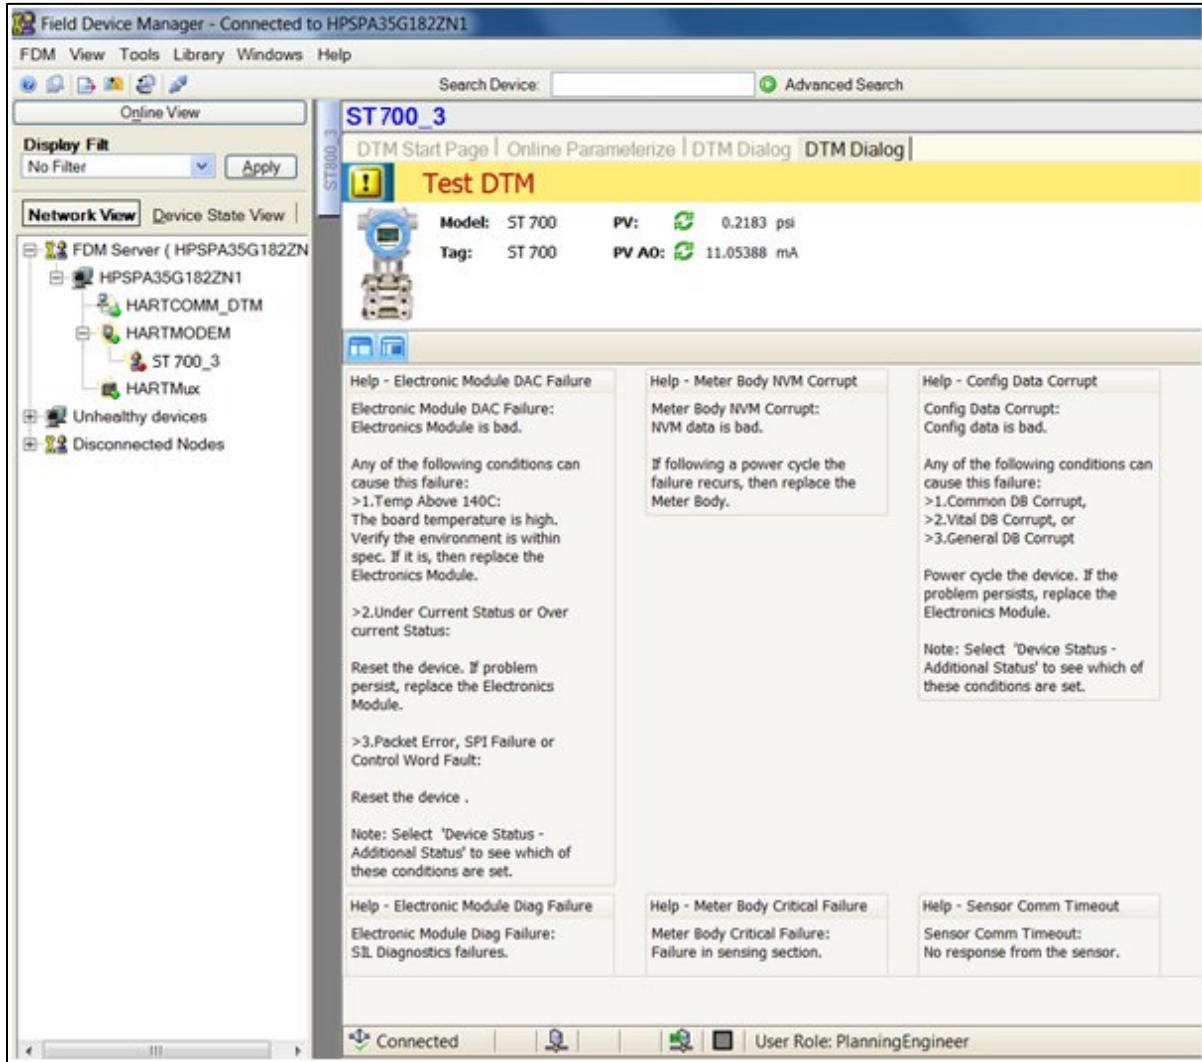 Field Device Manager - Connected to HPSPA35G182ZN1
FDM View Tools Library Windows Help
Search Device:
Advanced Search
Online View
Display Filt
No Filter
Apply
Network View
Device State View
FDM Server ( HPSPA35G182ZN
HPSPA35G182ZN1
HARTCOMM_DTM
HARTMODEM
ST 700_3
HARTMux
Unhealthy devices
Disconnected Nodes
ST800_3
ST700_3
DTM Start Page
Online Parameterize
DTM Dialog
DTM Dialog
Test DTM
Model: ST 700
PV: 0.2183 psi
Tag: ST 700
PV AO: 11.05388 mA
Help - Electronic Module DAC Failure
Electronic Module DAC Failure:
Electronics Module is bad.
Any of the following conditions can
cause this failure:
>1.Temp Above 140C:
The board temperature is high.
Verify the environment is within
spec. If it is, then replace the
Electronics Module.
>2.Under Current Status or Over
current Status:
Reset the device. If problem
persist, replace the Electronics
Module.
>3.Packet Error, SPI Failure or
Control Word Fault:
Reset the device .
Note: Select 'Device Status -
Additional Status' to see which of
these conditions are set.
Help - Meter Body NVM Corrupt
Meter Body NVM Corrupt:
NVM data is bad.
If following a power cycle the
failure recurs, then replace the
Meter Body.
Help - Config Data Corrupt
Config Data Corrupt:
Config data is bad.
Any of the following conditions can
cause this failure:
>1.Common DB Corrupt,
>2.Vital DB Corrupt, or
>3.General DB Corrupt
Power cycle the device. If the
problem persists, replace the
Electronics Module.
Note: Select 'Device Status -
Additional Status' to see which of
these conditions are set.
Help - Electronic Module Diag Failure
Electronic Module Diag Failure:
SIL Diagnostics failures.
Help - Meter Body Critical Failure
Meter Body Critical Failure:
Failure in sensing section.
Help - Sensor Comm Timeout
Sensor Comm Timeout:
No response from the sensor.
Connected
User Role: PlanningEngineer